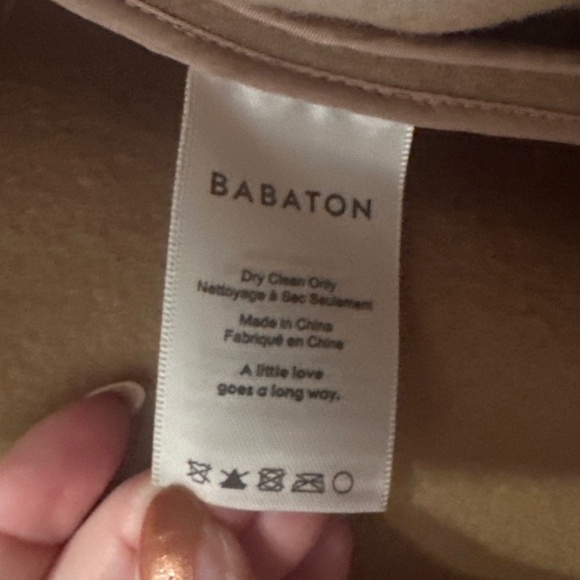 BABATON
Dry Clean Only
Nettoyage à Sec Seulement
Made in China
Fabriqué en Chine
A little love
goes a long way.